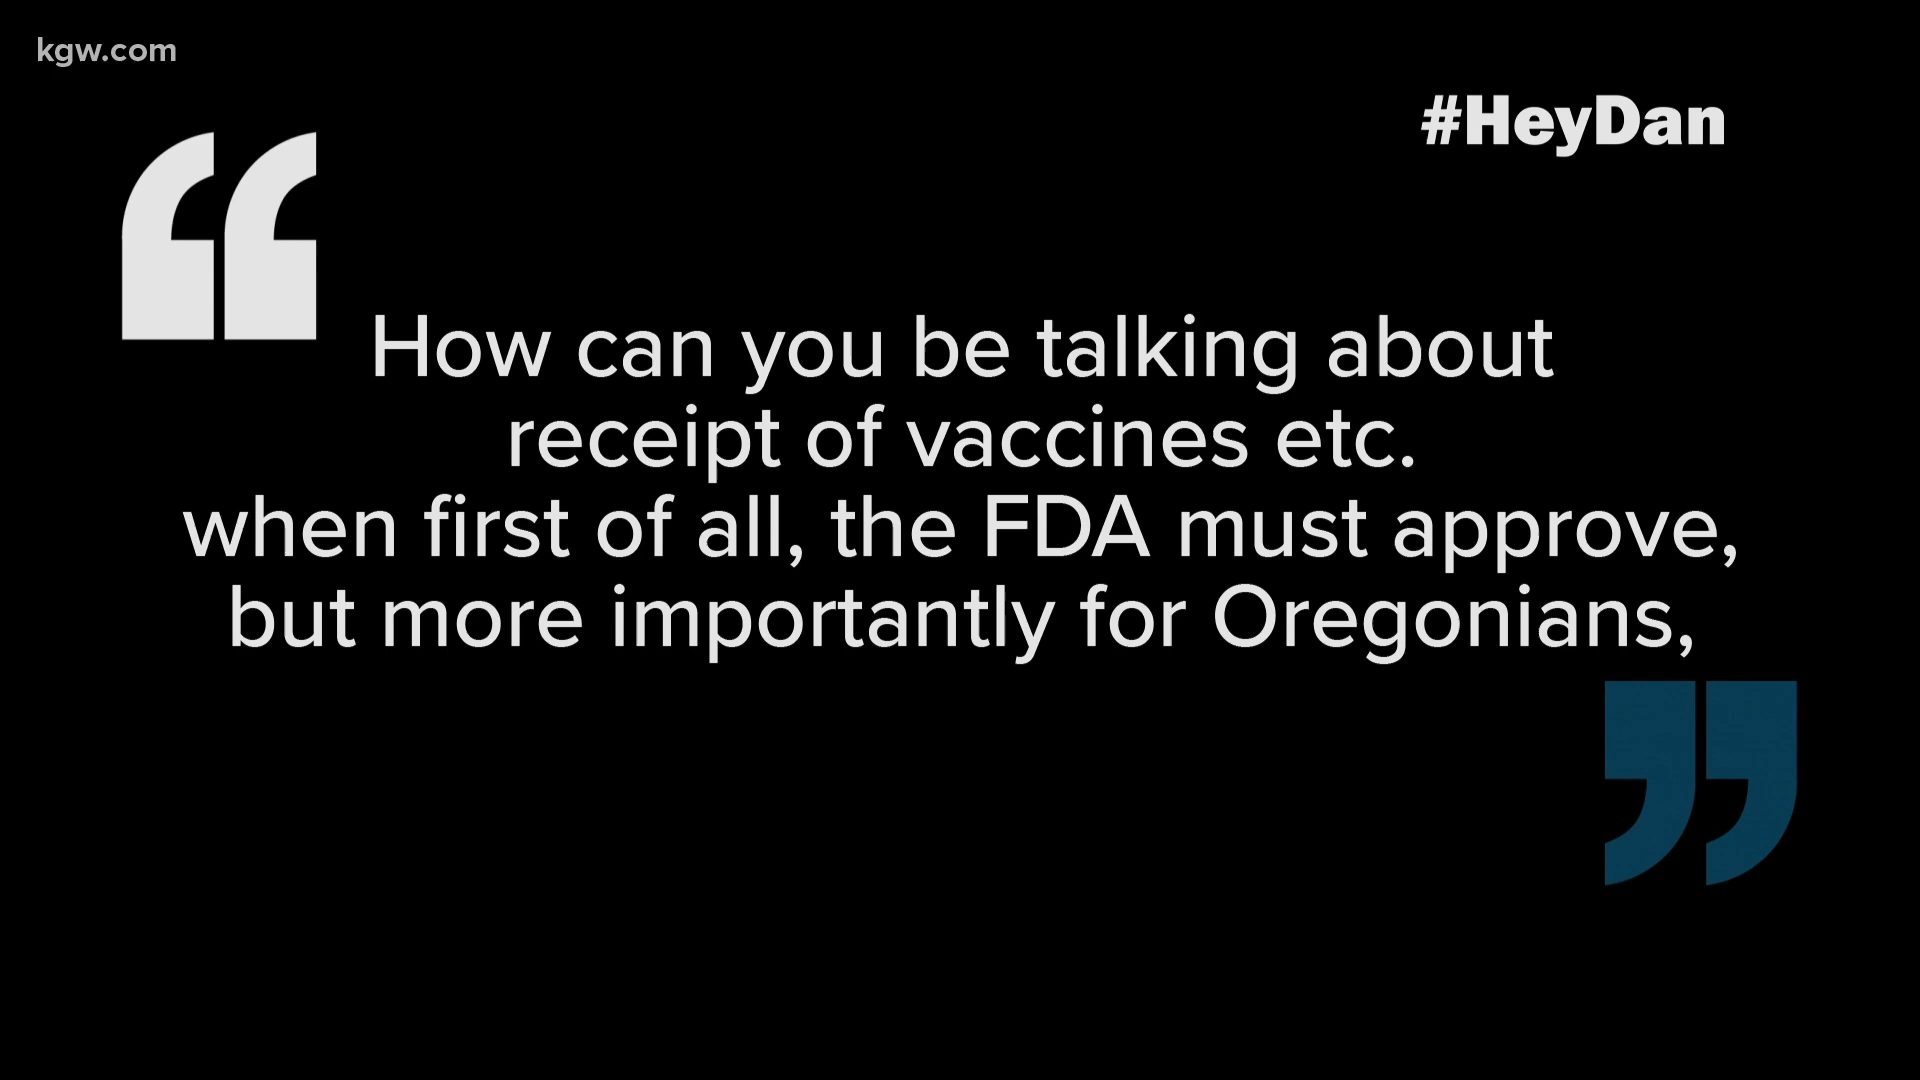 kgw.com
#HeyDan
“
How can you be talking about
receipt of vaccines etc.
when first of all, the FDA must approve,
but more importantly for Oregonians,
”